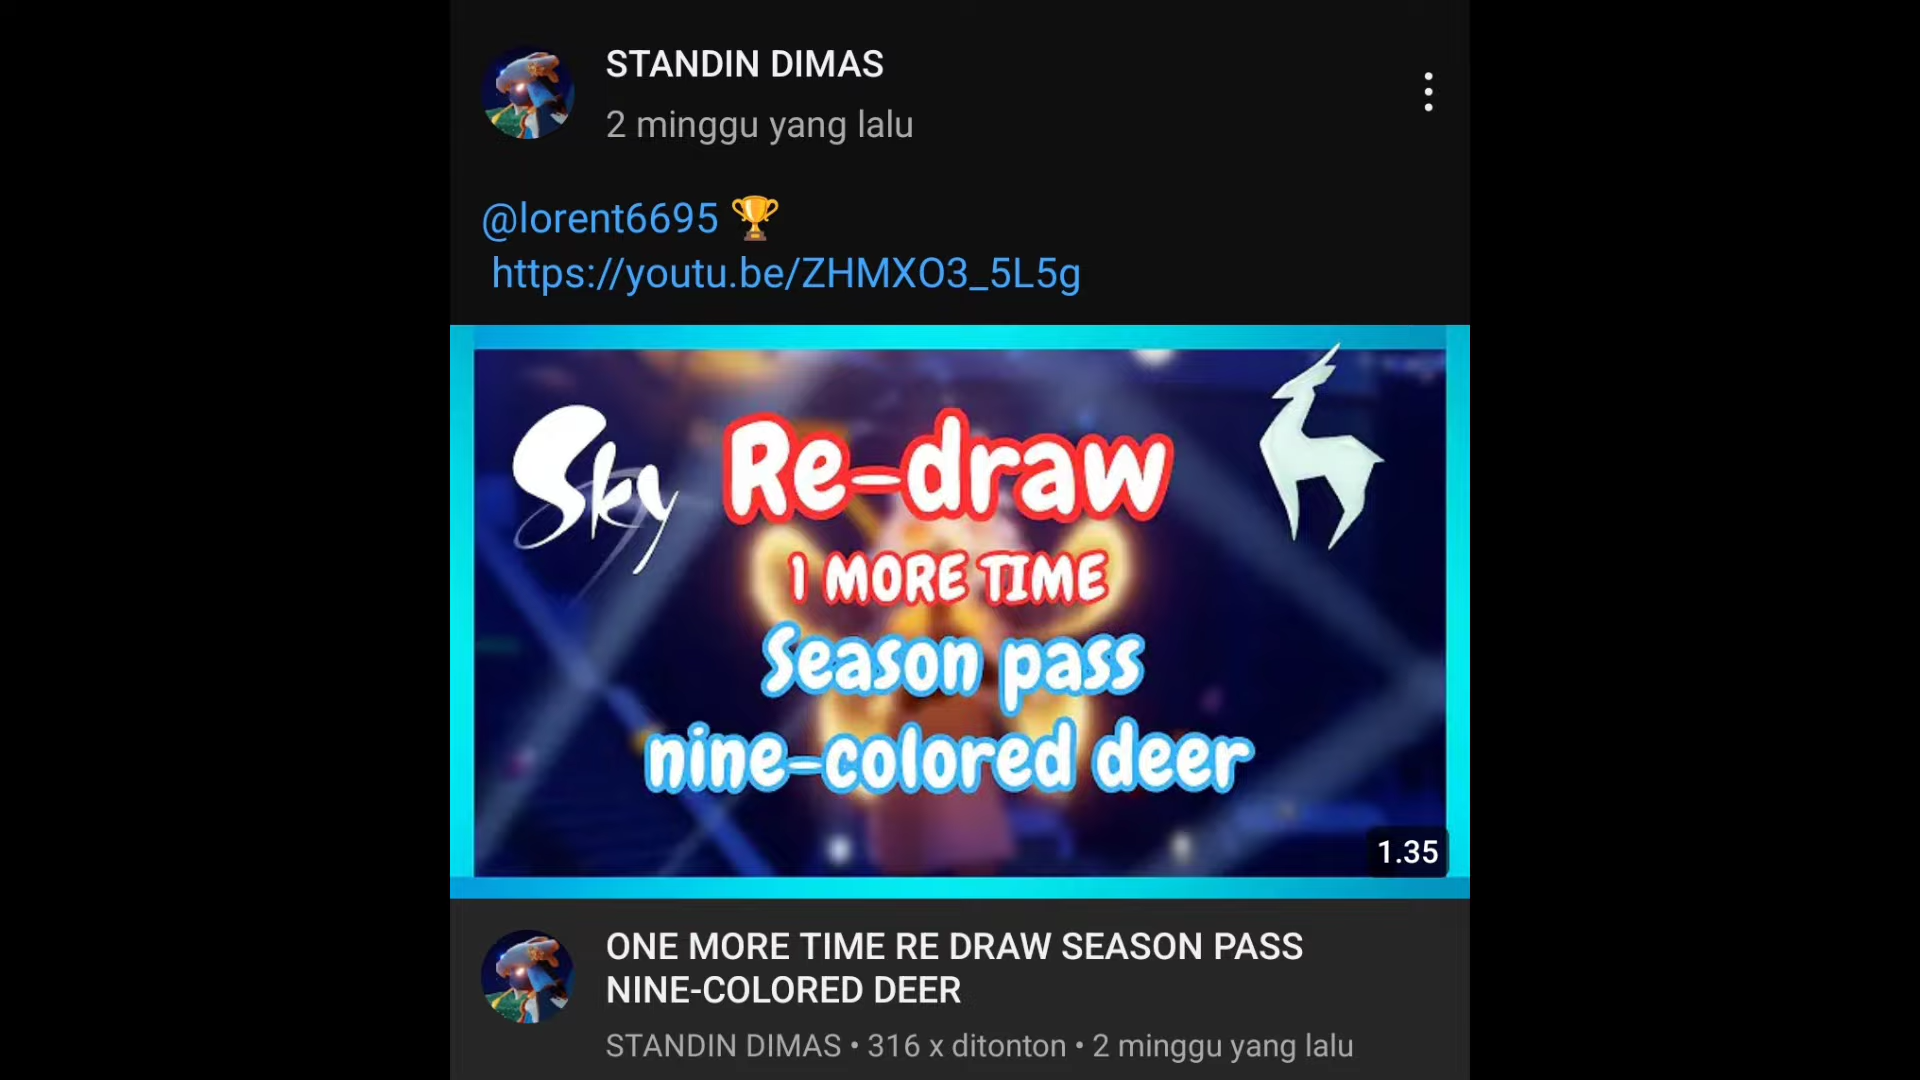 STANDIN DIMAS
2 minggu yang lalu
@lorent6695 🏆
https://youtu.be/ZHMXO3_5L5g
Sky
Re-draw
1 MORE TIME
Season pass
nine-colored deer
1.35
ONE MORE TIME RE DRAW SEASON PASS
NINE-COLORED DEER
STANDIN DIMAS • 316 x ditonton • 2 minggu yang lalu